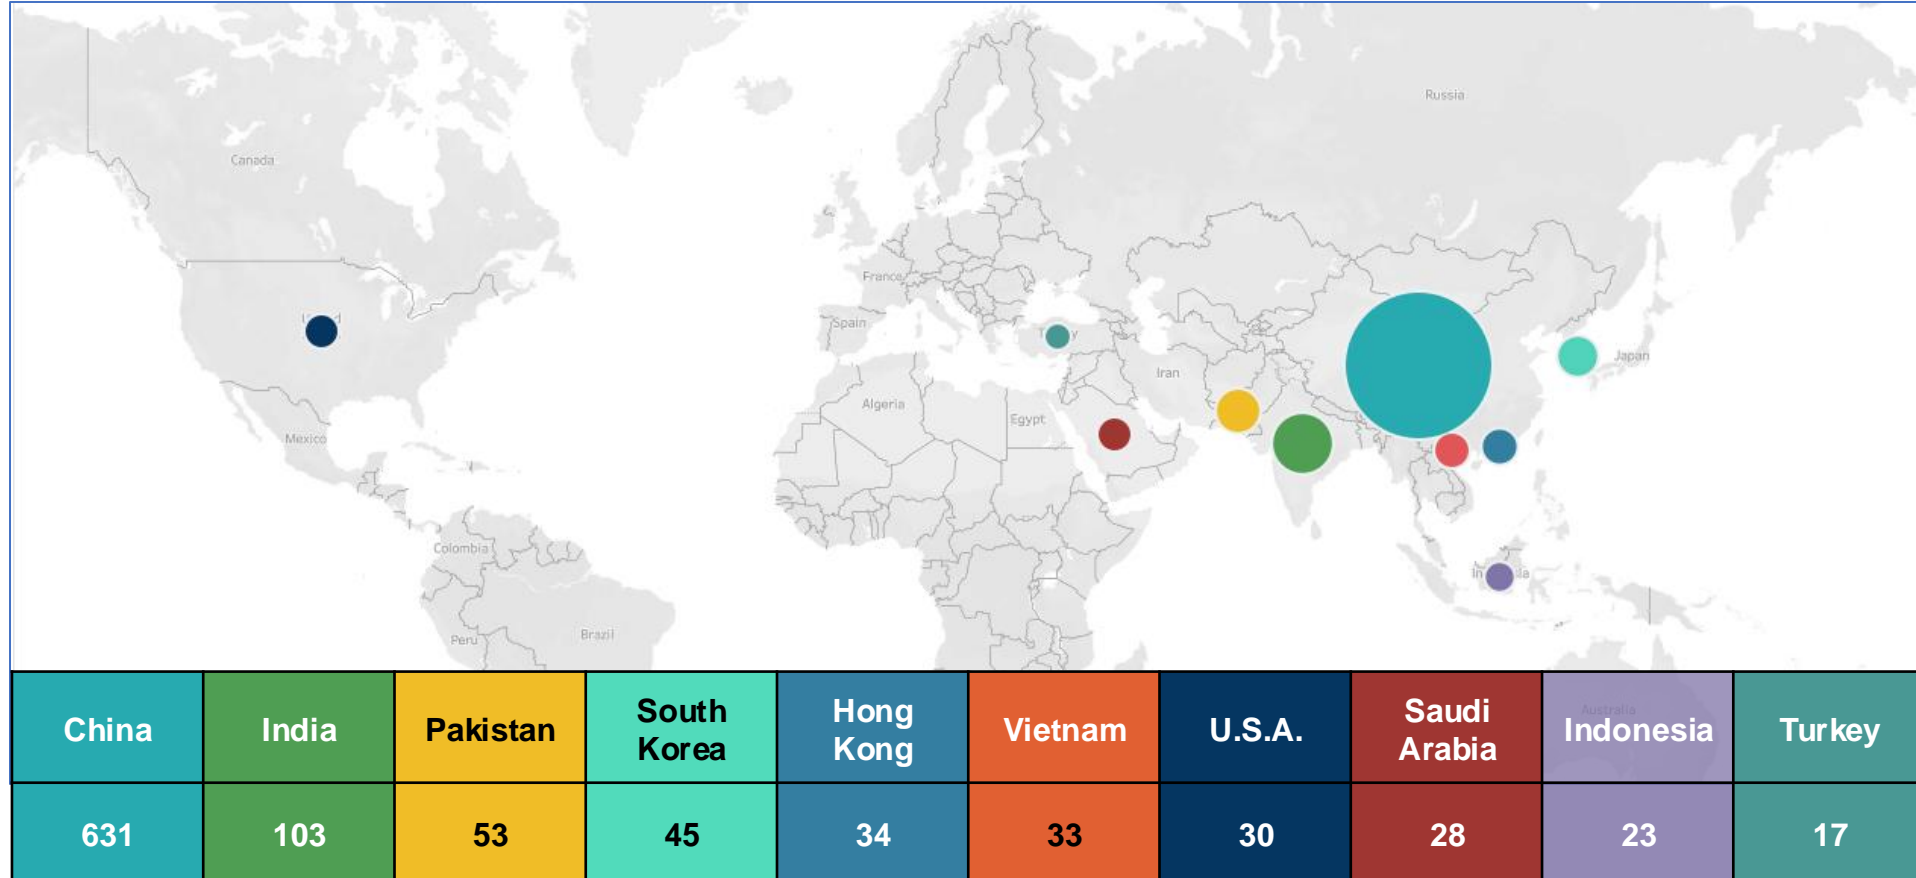 Russia
Canada
France
Spain
Japan
Iran
Algeria
Egypt
Mexico
Colombia
Peru
Brazil
Australia
China
India
Pakistan
South
Korea
Hong
Kong
Vietnam
U.S.A.
Saudi
Arabia
Indonesia
Turkey
631
103
53
45
34
33
30
28
23
17